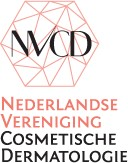 NVCD
NEDERLANDSE
VERENIGING
COSMETISCHE
DERMATOLOGIE